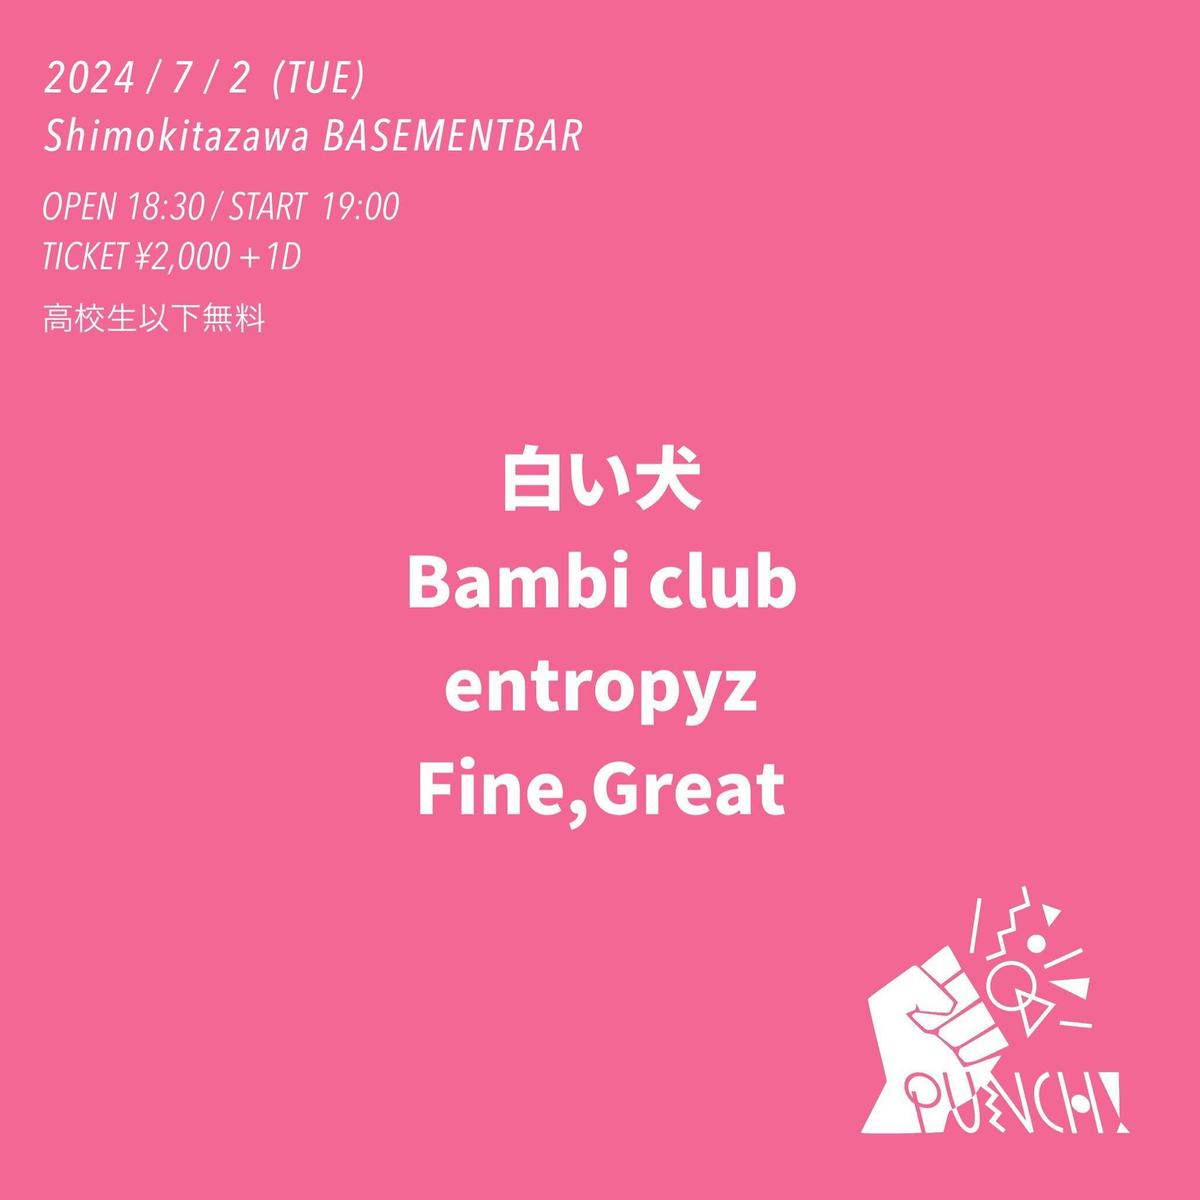 2024 / 7 / 2 (TUE)
Shimokitazawa BASEMENTBAR
OPEN 18:30 / START 19:00
TICKET ¥2,000 +1D
高校生以下無料
白い犬
Bambi club
entropyz
Fine,Great
PUNCH!